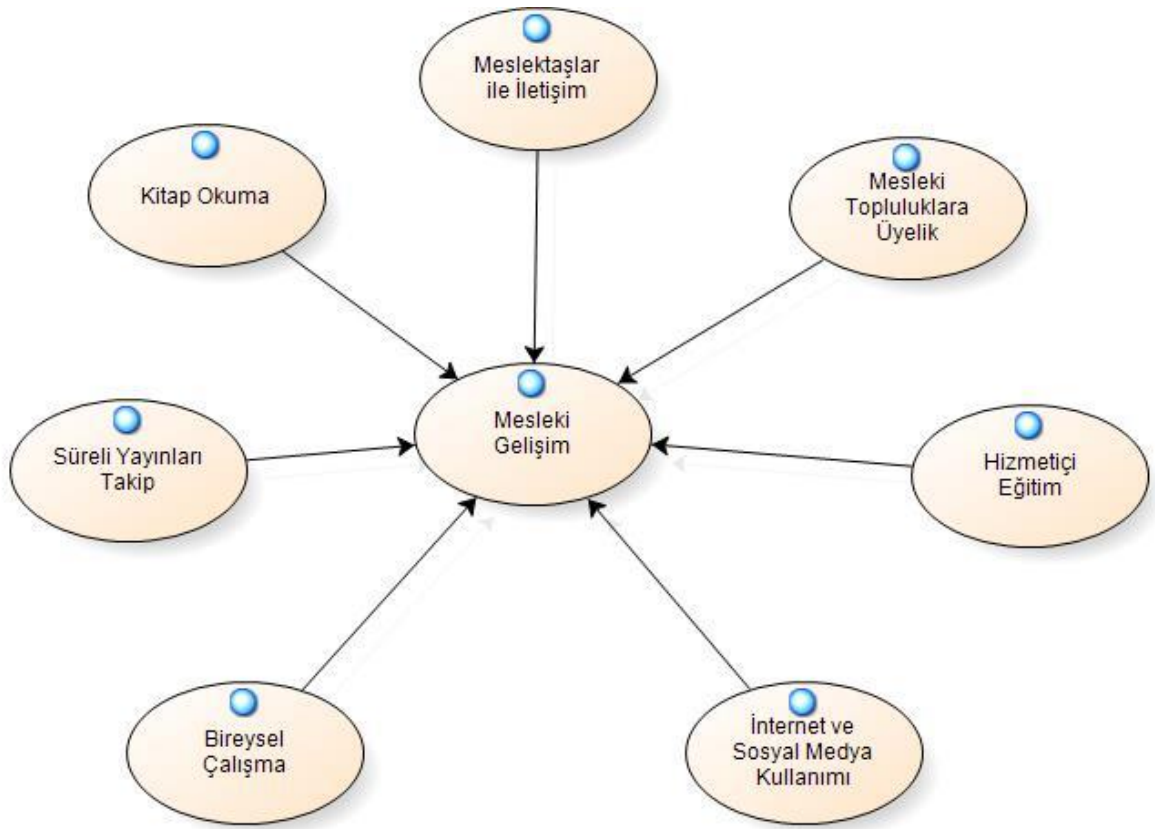 Meslektaşlar
ile İletişim
Kitap Okuma
Mesleki
Topluluklara
Üyelik
Mesleki
Gelişim
Süreli Yayınları
Takip
Hizmetiçi
Eğitim
Bireysel
Çalışma
İnternet ve
Sosyal Medya
Kullanımı